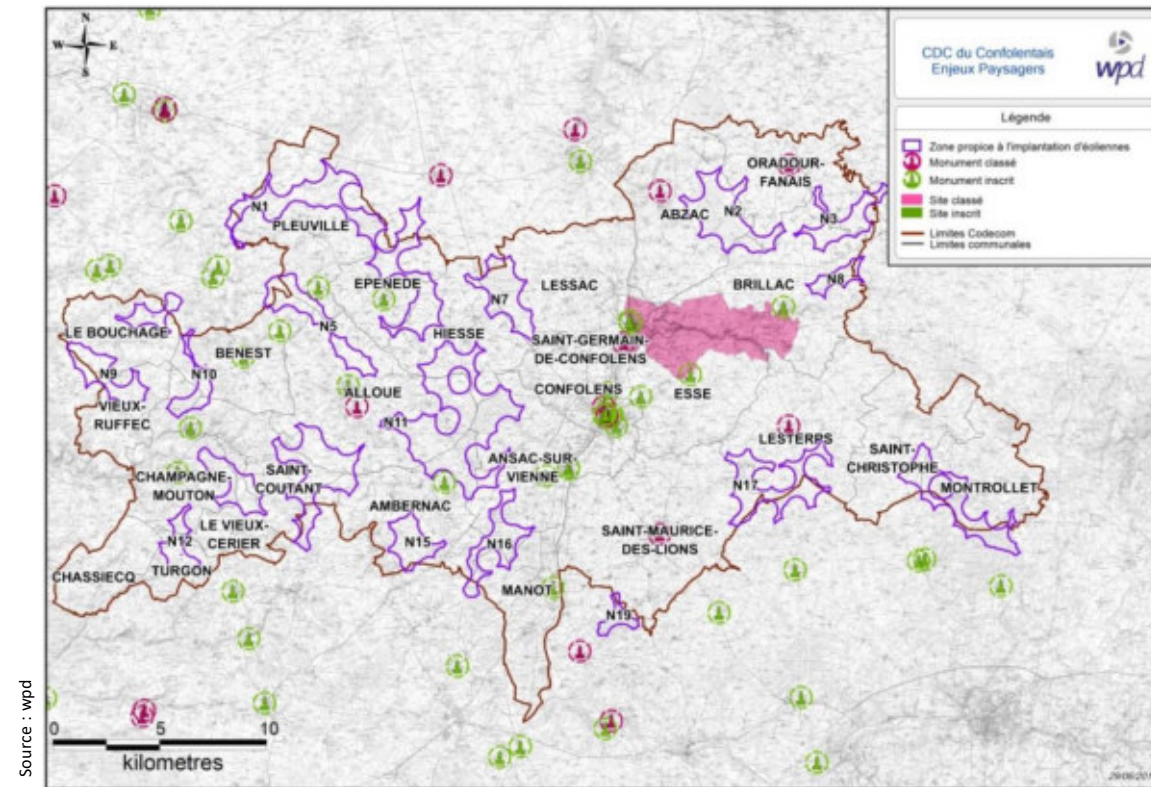 N
W E
S
CDC du Confolentais
Enjeux Paysagers
wpd
Légende
Zone propice à l'implantation d'éoliennes
Monument classé
Monument inscrit
Site classé
Site inscrit
Limites Codecom
Limites communales
ORADOUR-
FANAIS
N1
PLEUVILLE
ABZAC
N2
N3
EPENEDE
LESSAC
BRILLAC
N8
N7
LE BOUCHAGE
N5
HIESSE
SAINT-GERMAIN-
DE-CONFOLENS
BENEST
N9
N10
ALLOUE
CONFOLENS
ESSE
VIEUX-
RUFFEC
N11
LESTERPS
SAINT-
CHRISTOPHE
CHAMPAGNE-
MOUTON
SAINT-
COUTANT
ANSAC-SUR-
VIENNE
N17
MONTROLLET
AMBERNAC
LE VIEUX-
CERIER
SAINT-MAURICE-
DES-LIONS
N12
N15
N16
CHASSIECQ
TURGON
MANOT
N19
0 5 10
kilometres
Source : wpd